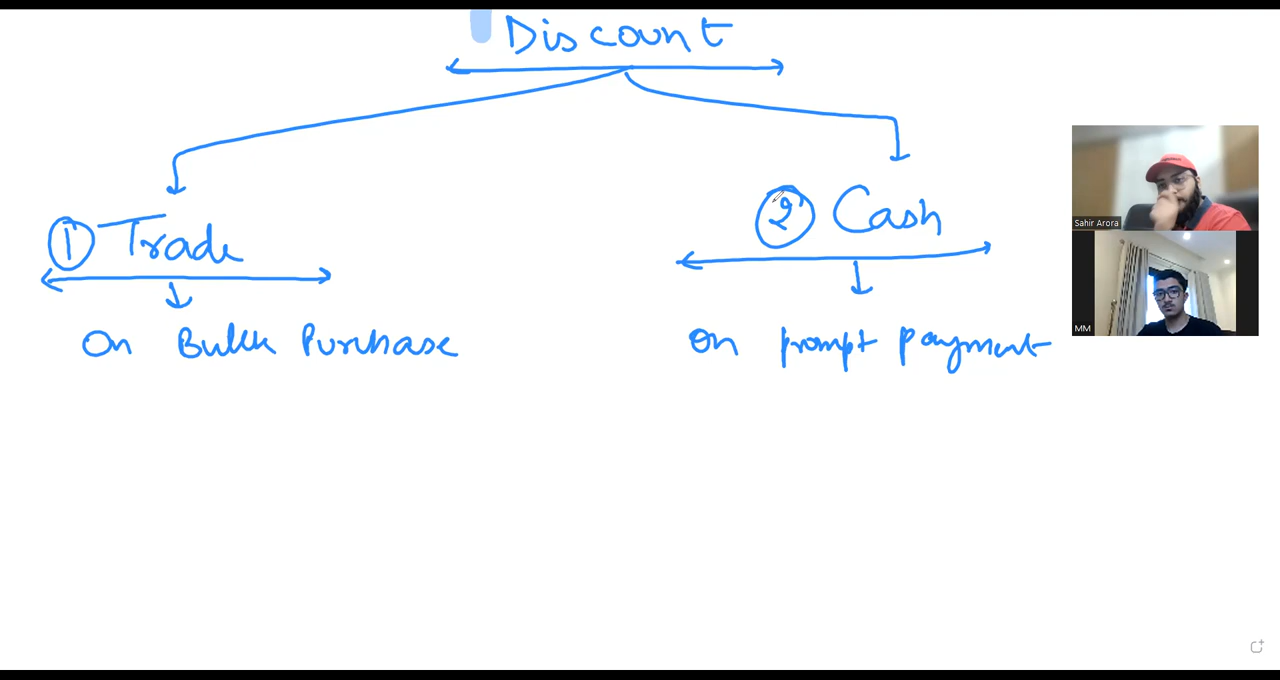 Discount
① Trade
② Cash
On Bulk Purchase
on prompt payment
Sahir Arora
MM